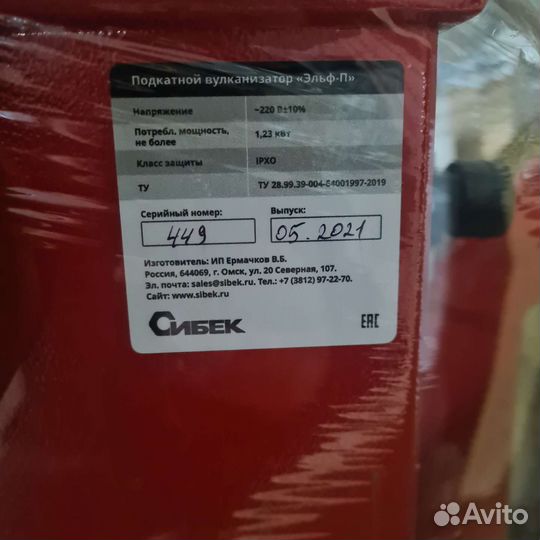 Подкатной вулканизатор «Эльф-П»
Напряжение ~220 В±10%
Потребл. мощность, не более 1,23 кВт
Класс защиты IPXO
ТУ ТУ 28.99.39-004-64001997-2019
Серийный номер: Выпуск:
449 05.2021
Изготовитель: ИП Ермачков В.Б.
Россия, 644069, г. Омск, ул. 20 Северная, 107.
Эл. почта: sales@sibek.ru. Тел.: +7 (3812) 97-22-70.
Сайт: www.sibek.ru
СИБЕК EAC
Avito